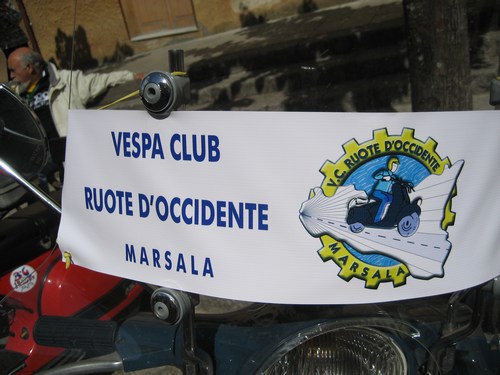 VESPA CLUB
RUOTE D'OCCIDENTE
MARSALA
V.C. RUOTE D'OCCIDENTE
MARSALA